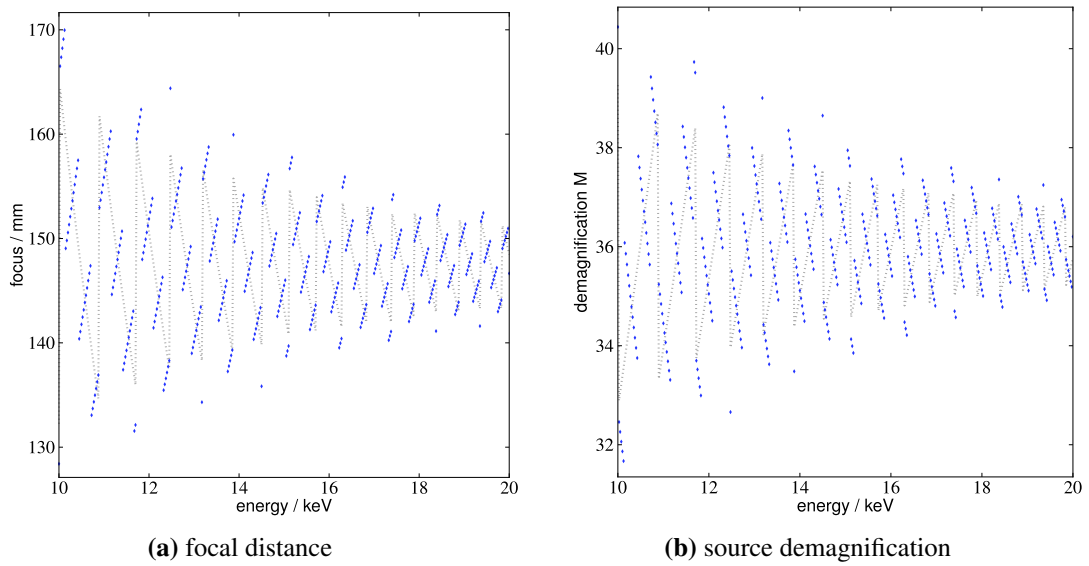 170
160
150
140
130
focus / mm
10 12 14 16 18 20
energy / keV
(a) focal distance
40
38
36
34
32
demagnification M
10 12 14 16 18 20
energy / keV
(b) source demagnification